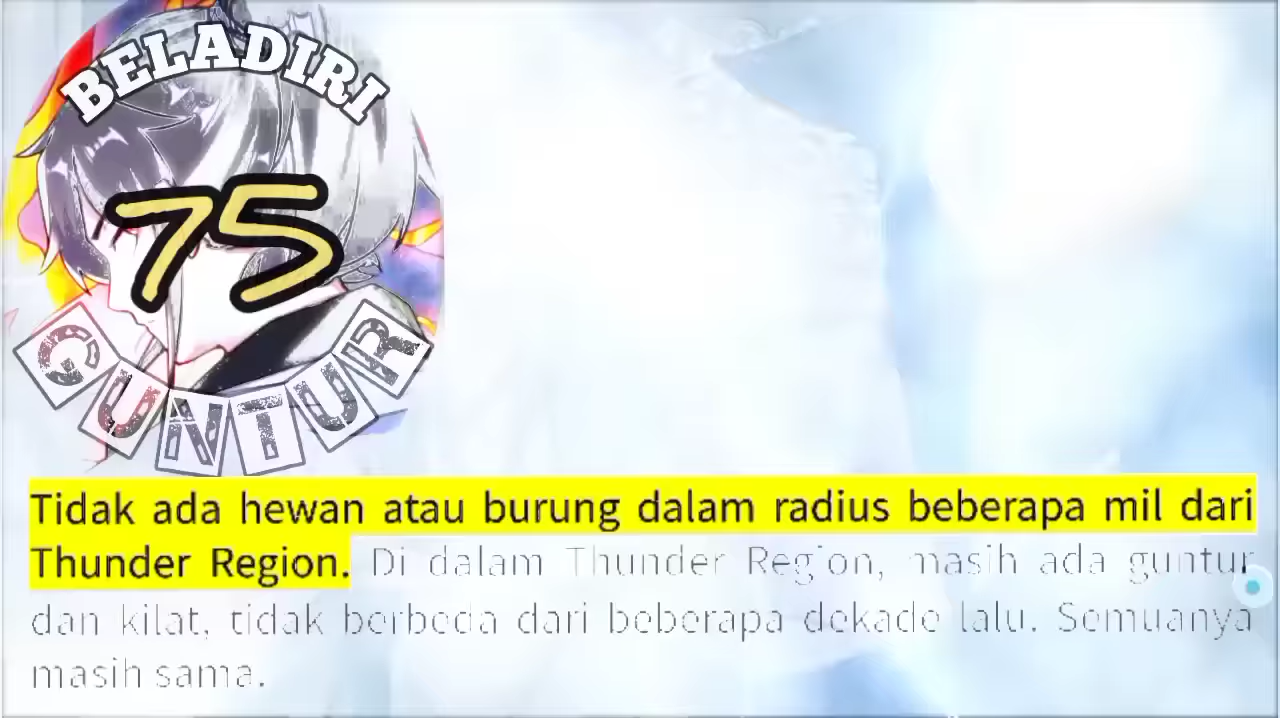 BELADIRI
75
GUNTUR
Tidak ada hewan atau burung dalam radius beberapa mil dari
Thunder Region. Di dalam Thunder Region, masih ada guntur
dan kilat, tidak berbeda dari beberapa dekade lalu. Semuanya
masih sama.